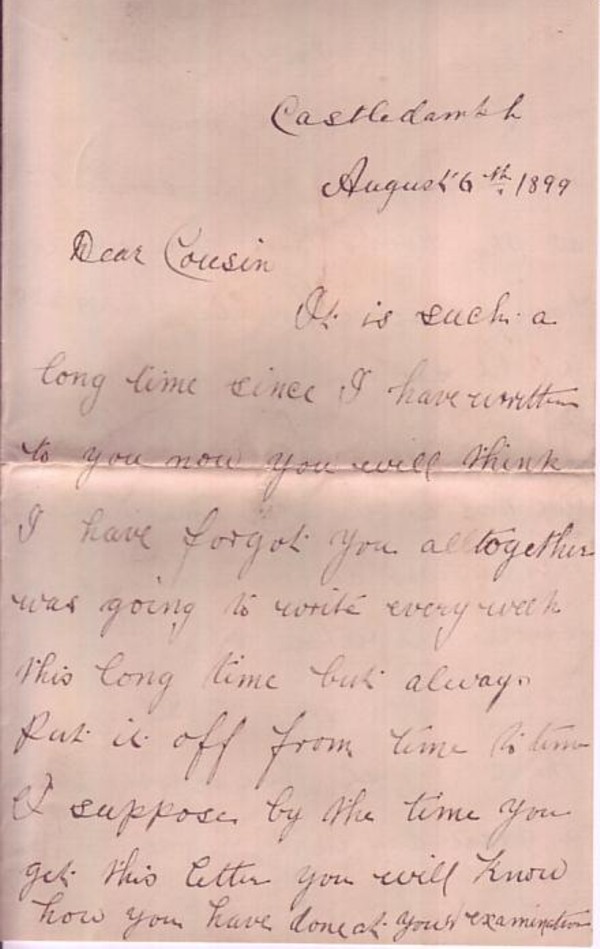 Castledamph
August 6th 1899
Dear Cousin
It is such a
long time since I have written
to you now you will think
I have forgot you alltogether
was going to write every week
this long time but always
Put it off from time to time
I suppose by the time you
get this letter you will know
how you have done at your examination